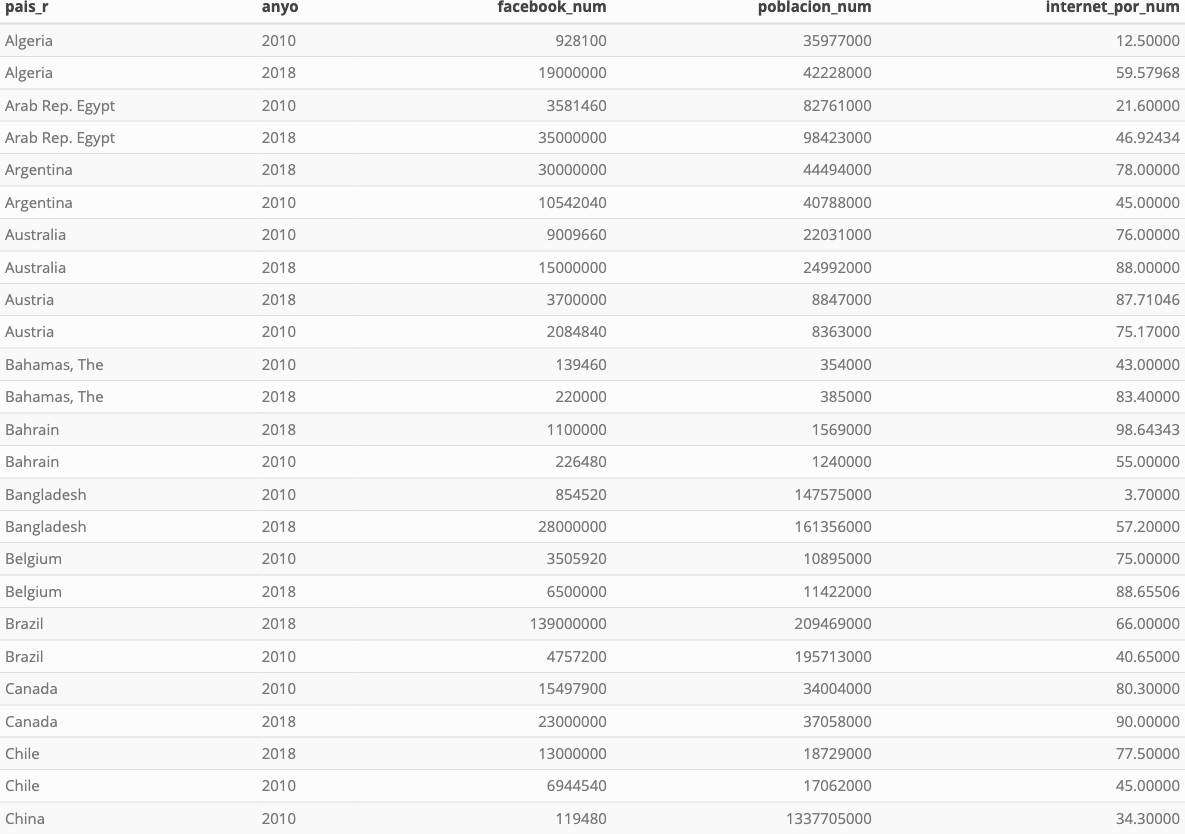 pais_r anyo facebook_num poblacion_num internet_por_num
Algeria 2010 928100 35977000 12.50000
Algeria 2018 19000000 42228000 59.57968
Arab Rep. Egypt 2010 3581460 82761000 21.60000
Arab Rep. Egypt 2018 35000000 98423000 46.92434
Argentina 2018 30000000 44494000 78.00000
Argentina 2010 10542040 40788000 45.00000
Australia 2010 9009660 22031000 76.00000
Australia 2018 15000000 24992000 88.00000
Austria 2018 3700000 8847000 87.71046
Austria 2010 2084840 8363000 75.17000
Bahamas, The 2010 139460 354000 43.00000
Bahamas, The 2018 220000 385000 83.40000
Bahrain 2018 1100000 1569000 98.64343
Bahrain 2010 226480 1240000 55.00000
Bangladesh 2010 854520 147575000 3.70000
Bangladesh 2018 28000000 161356000 57.20000
Belgium 2010 3505920 10895000 75.00000
Belgium 2018 6500000 11422000 88.65506
Brazil 2018 139000000 209469000 66.00000
Brazil 2010 4757200 195713000 40.65000
Canada 2010 15497900 34004000 80.30000
Canada 2018 23000000 37058000 90.00000
Chile 2018 13000000 18729000 77.50000
Chile 2010 6944540 17062000 45.00000
China 2010 119480 1337705000 34.30000